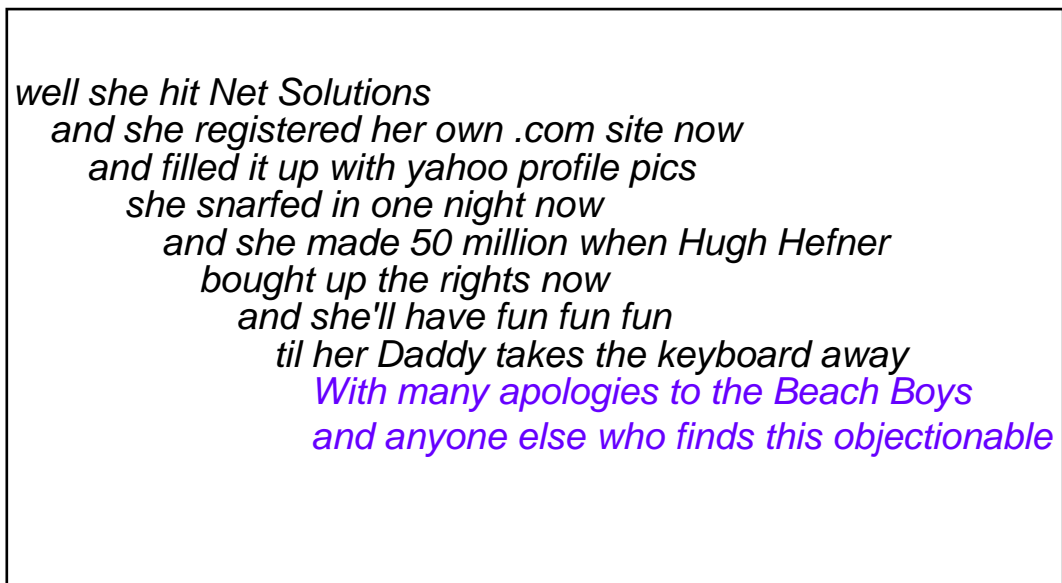 well she hit Net Solutions
and she registered her own .com site now
and filled it up with yahoo profile pics
she snarfed in one night now
and she made 50 million when Hugh Hefner
bought up the rights now
and she'll have fun fun fun
til her Daddy takes the keyboard away
With many apologies to the Beach Boys
and anyone else who finds this objectionable